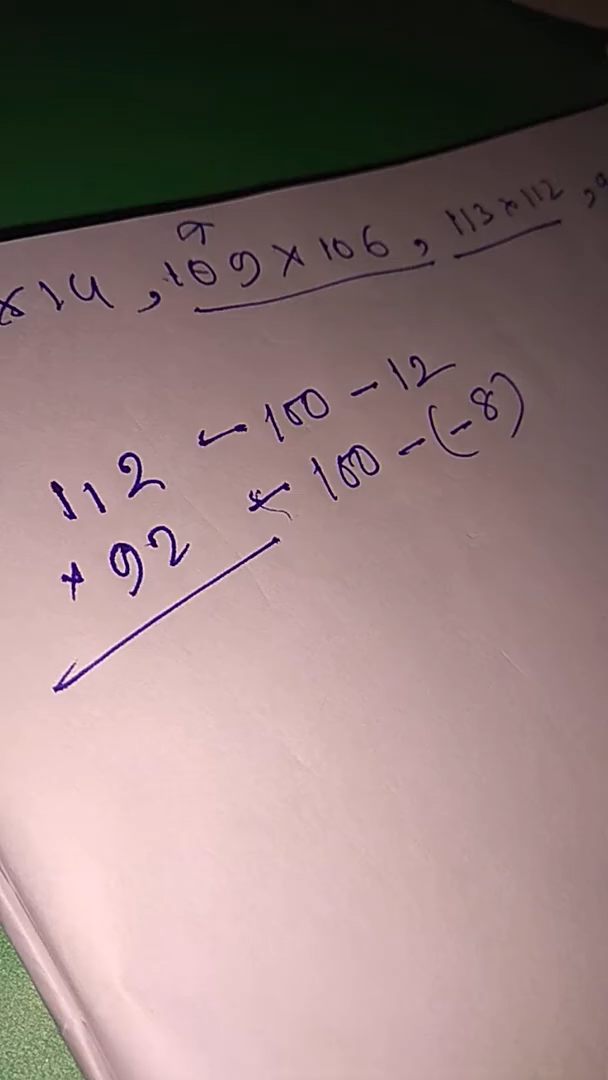 ×14 , 109 × 106 , 113 × 112 ,
112 ← 100 - 12
× 92 ← 100 - (-8)